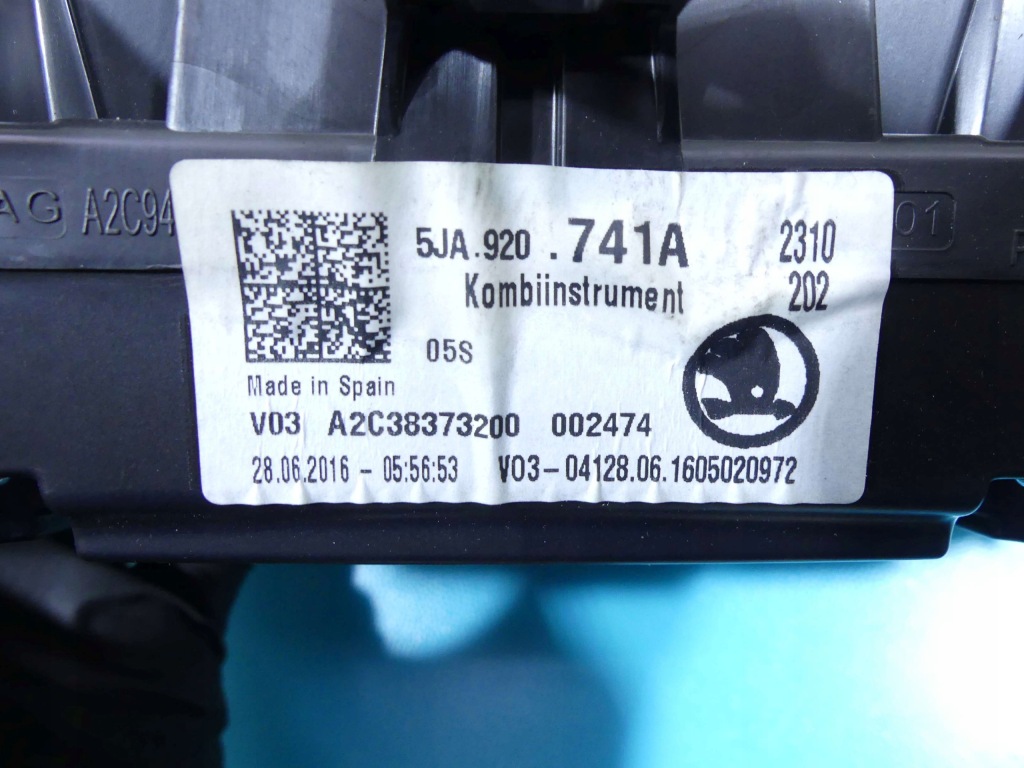 AG A2C94
01
5JA.920 .741A 2310
Kombiinstrument 202
05S
Made in Spain
V03 A2C38373200 002474
28.06.2016 - 05:56:53 V03-04128.06.1605020972